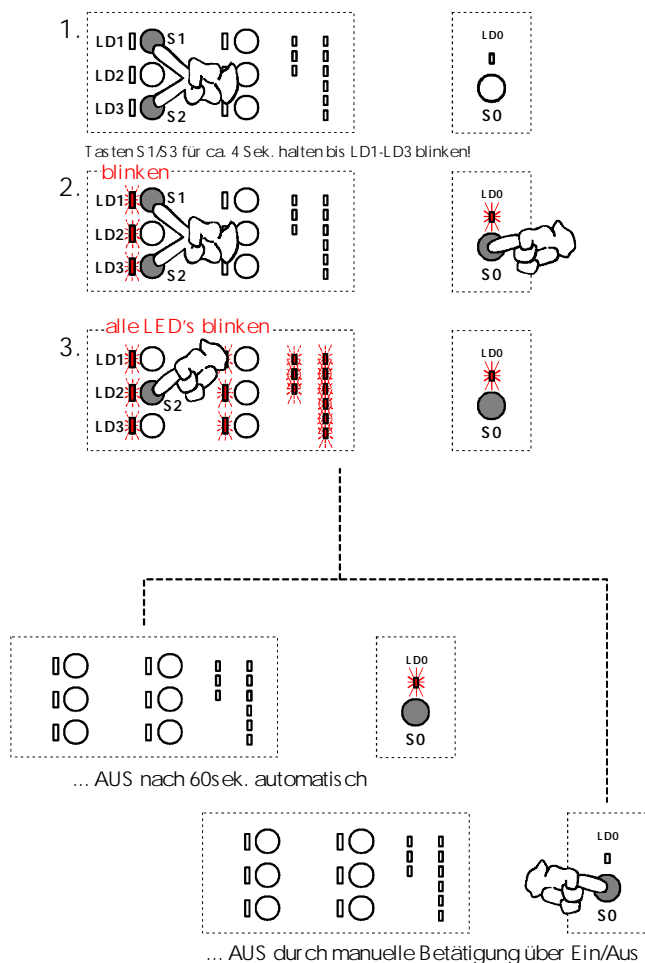 1.
LD1 S1
LD2
LD3 S2
LD0
S0
Tasten S1/S3 für ca. 4 Sek. halten bis LD1-LD3 blinken!
blinken
2.
LD1 S1
LD2
LD3 S2
LD0
S0
alle LED's blinken
3.
LD1
LD2 S2
LD3
LD0
S0
LD0
S0
... AUS nach 60sek. automatisch
LD0
S0
... AUS durch manuelle Betätigung über Ein/Aus